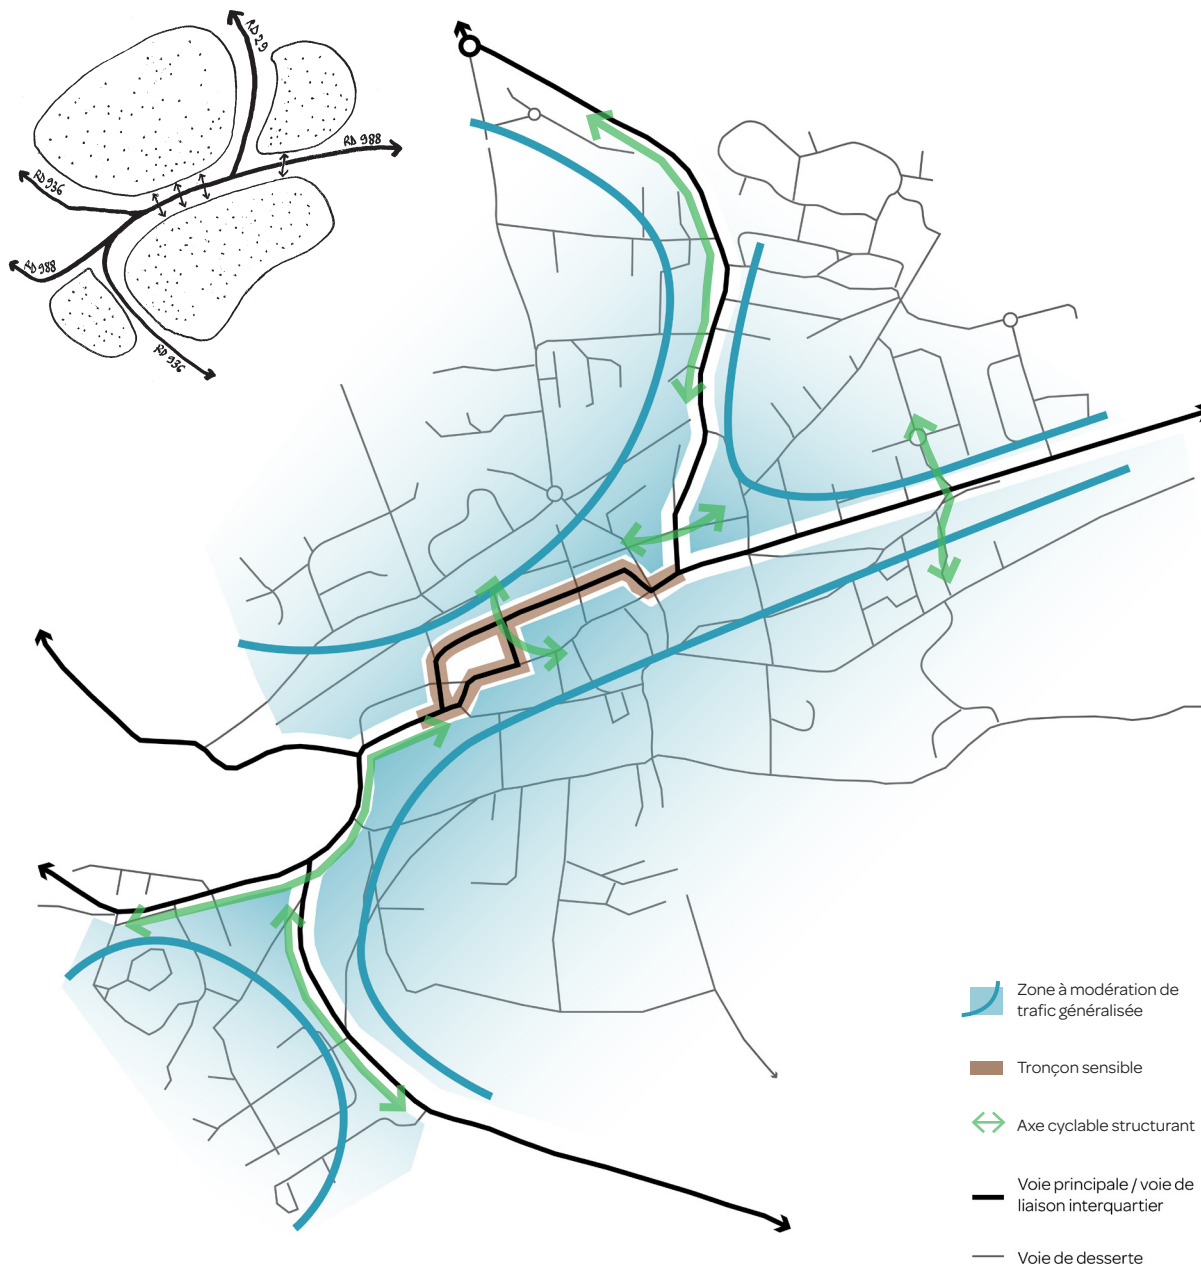 RD 29
RD 988
RD 936
RD 988
RD 936
Zone à modération de
trafic généralisée
Tronçon sensible
Axe cyclable structurant
Voie principale / voie de
liaison interquartier
Voie de desserte